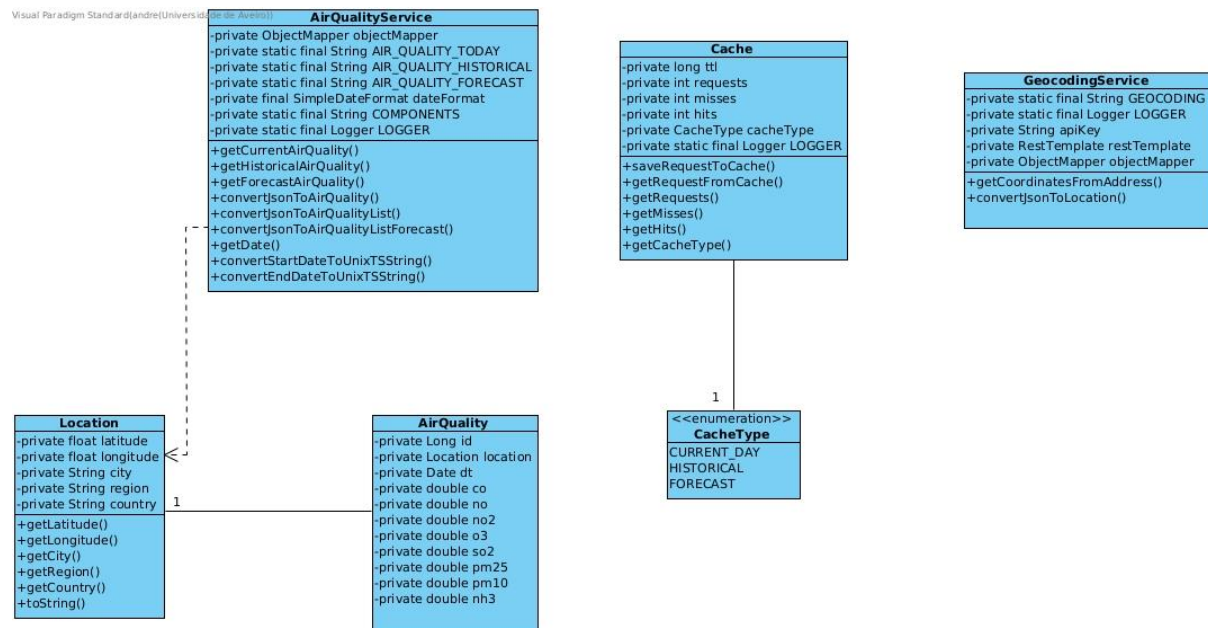 Visual Paradigm Standard(andre(Universidade de Aveiro))
AirQualityService
-private ObjectMapper objectMapper
-private static final String AIR_QUALITY_TODAY
-private static final String AIR_QUALITY_HISTORICAL
-private static final String AIR_QUALITY_FORECAST
-private final SimpleDateFormat dateFormat
-private static final String COMPONENTS
-private static final Logger LOGGER
+getCurrentAirQuality()
+getHistoricalAirQuality()
+getForecastAirQuality()
+convertJsonToAirQuality()
+convertJsonToAirQualityList()
+convertJsonToAirQualityListForecast()
+getDate()
+convertStartDateToUnixTSString()
+convertEndDateToUnixTSString()
Cache
-private long ttl
-private int requests
-private int misses
-private int hits
-private CacheType cacheType
-private static final Logger LOGGER
+saveRequestToCache()
+getRequestFromCache()
+getRequests()
+getMisses()
+getHits()
+getCacheType()
GeocodingService
-private static final String GEOCODING
-private static final Logger LOGGER
-private String apiKey
-private RestTemplate restTemplate
-private ObjectMapper objectMapper
+getCoordinatesFromAddress()
+convertJsonToLocation()
Location
-private float latitude
-private float longitude
-private String city
-private String region
-private String country
+getLatitude()
+getLongitude()
+getCity()
+getRegion()
+getCountry()
+toString()
1
AirQuality
-private Long id
-private Location location
-private Date dt
-private double co
-private double no
-private double no2
-private double o3
-private double so2
-private double pm25
-private double pm10
-private double nh3
1
<<enumeration>>
CacheType
CURRENT_DAY
HISTORICAL
FORECAST